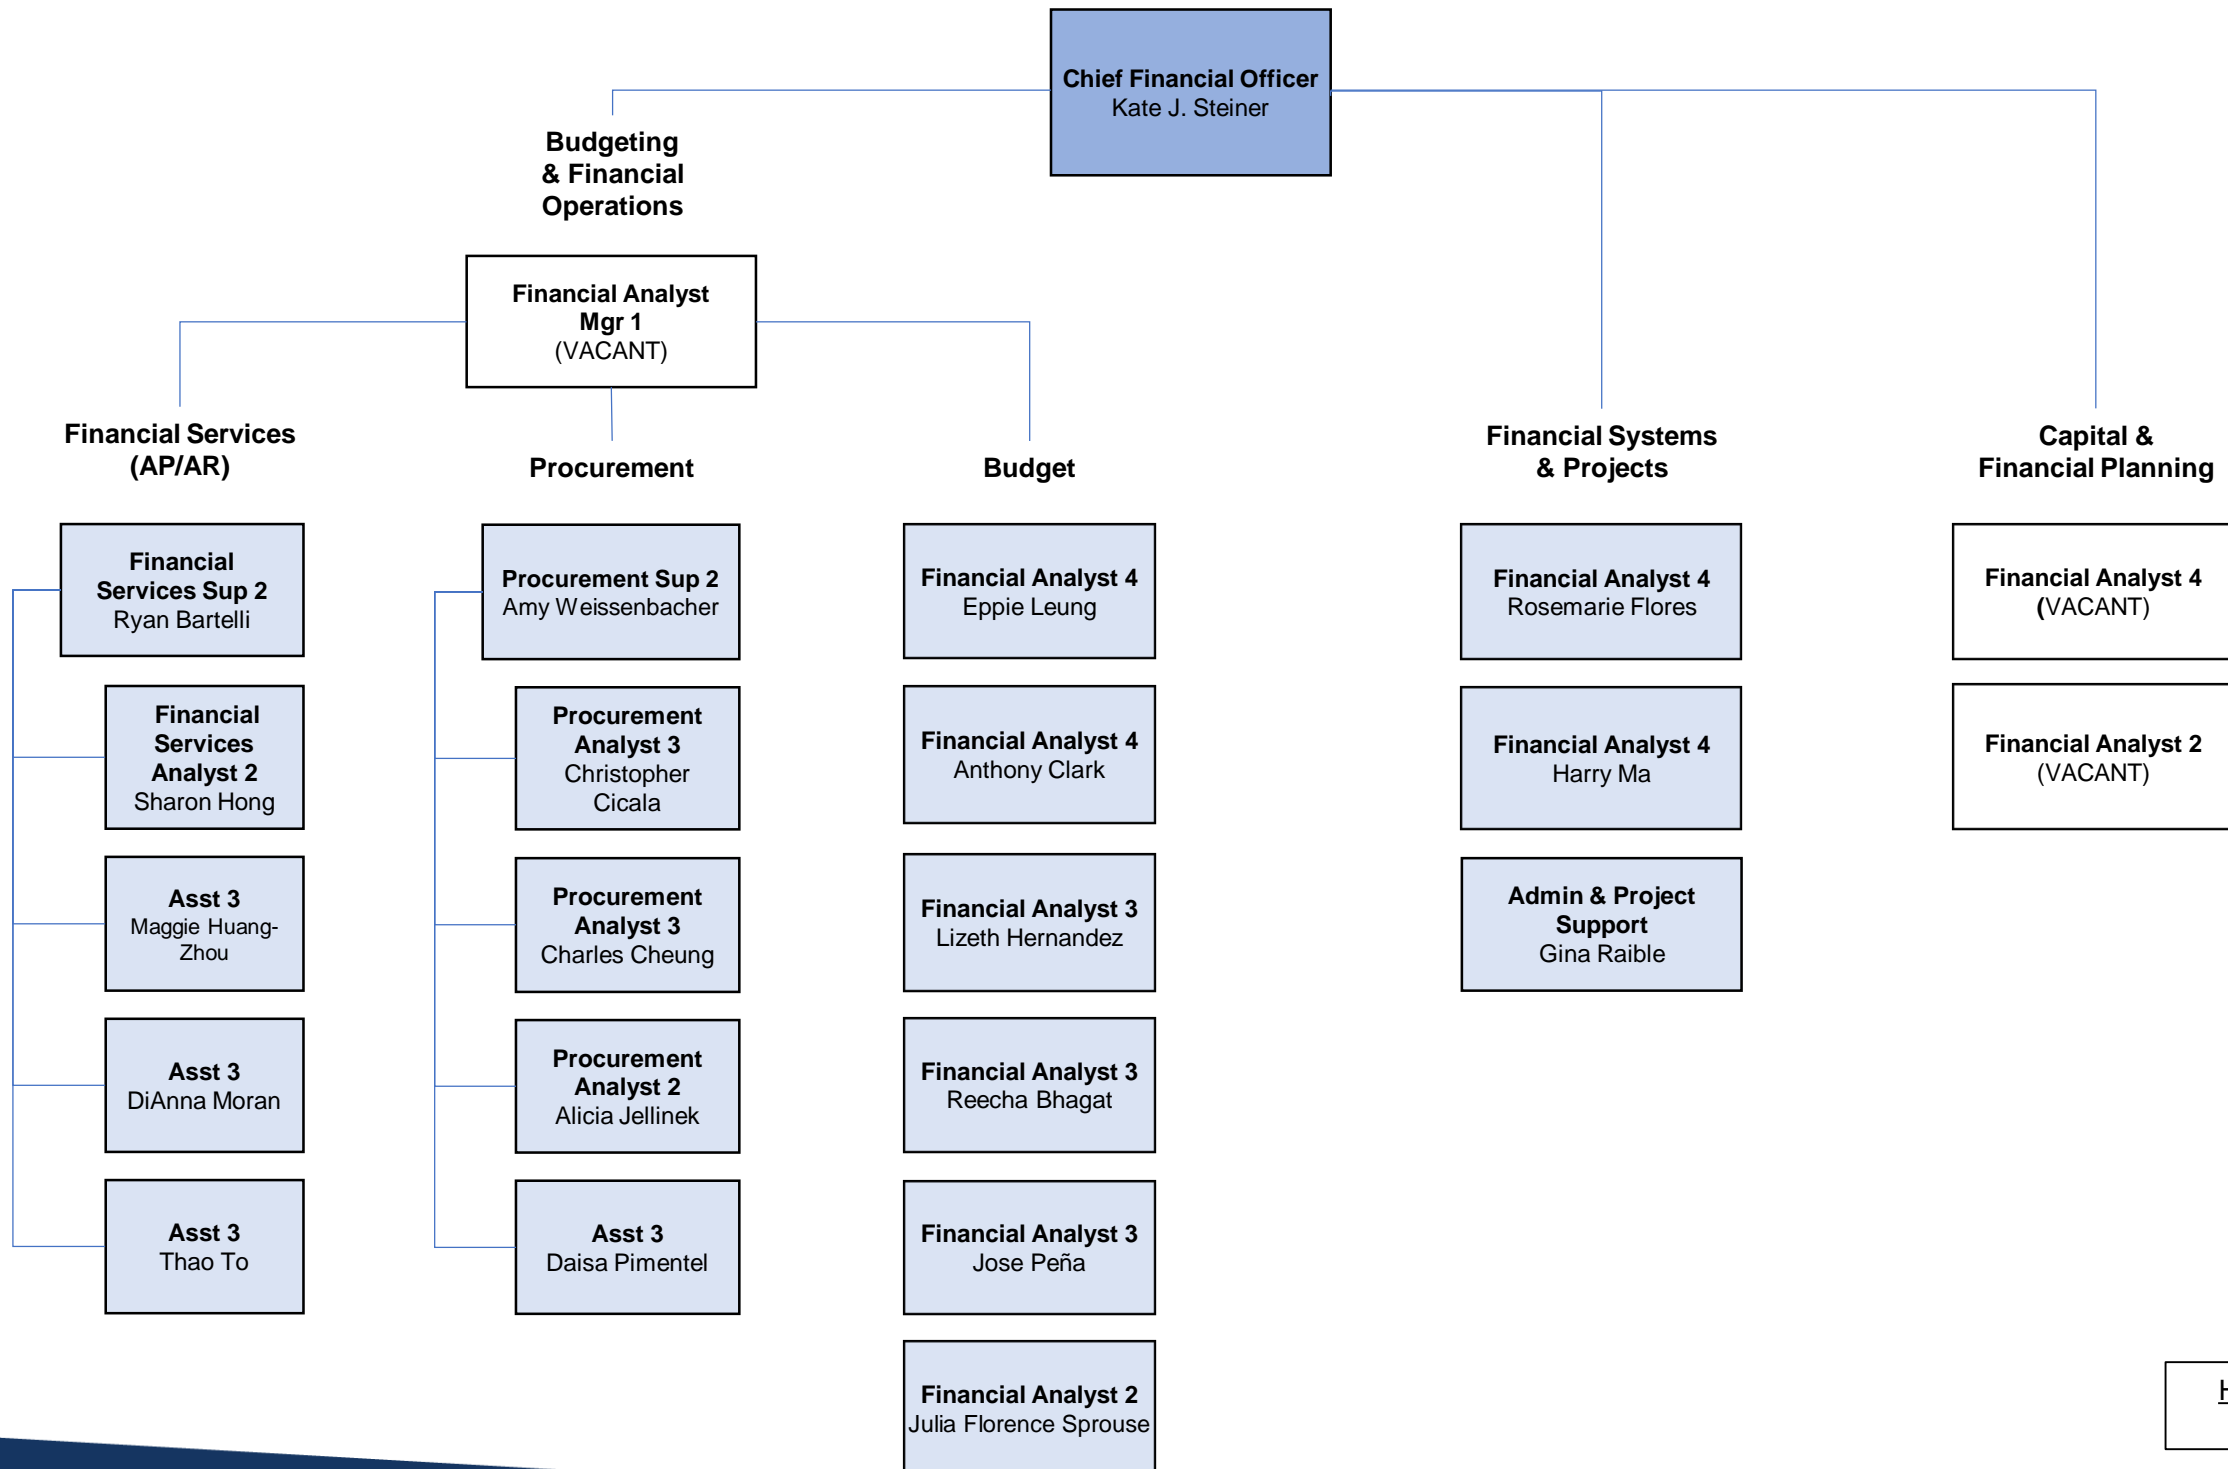 Chief Financial Officer
Kate J. Steiner
Budgeting
& Financial
Operations
Financial Analyst
Mgr 1
(VACANT)
Financial Services
(AP/AR)
Procurement
Budget
Financial Systems
& Projects
Capital &
Financial Planning
Financial
Services Sup 2
Ryan Bartelli
Financial
Services
Analyst 2
Sharon Hong
Asst 3
Maggie Huang-
Zhou
Asst 3
DiAnna Moran
Asst 3
Thao To
Procurement Sup 2
Amy Weissenbacher
Procurement
Analyst 3
Christopher
Cicala
Procurement
Analyst 3
Charles Cheung
Procurement
Analyst 2
Alicia Jellinek
Asst 3
Daisa Pimentel
Financial Analyst 4
Eppie Leung
Financial Analyst 4
Anthony Clark
Financial Analyst 3
Lizeth Hernandez
Financial Analyst 3
Reecha Bhagat
Financial Analyst 3
Jose Peña
Financial Analyst 2
Julia Florence Sprouse
Financial Analyst 4
Rosemarie Flores
Financial Analyst 4
Harry Ma
Admin & Project
Support
Gina Raible
Financial Analyst 4
(VACANT)
Financial Analyst 2
(VACANT)